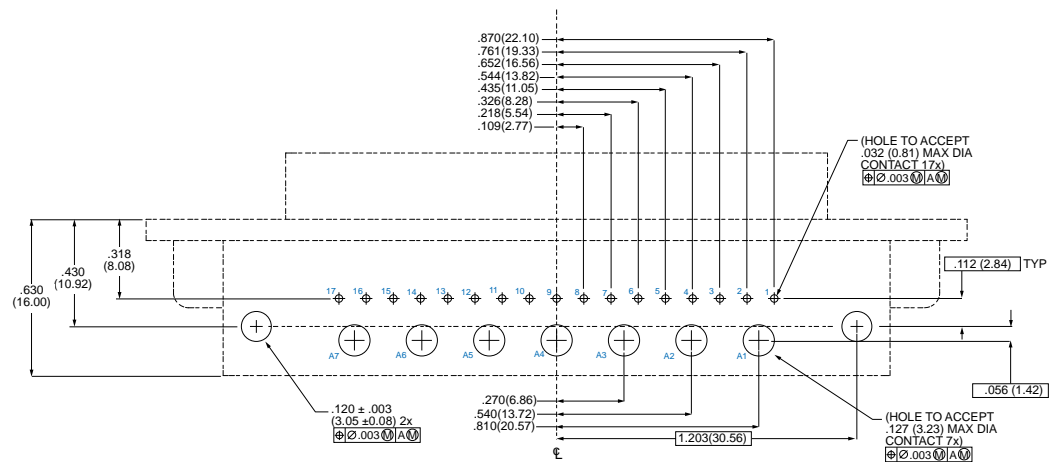 .870(22.10)
.761(19.33)
.652(16.56)
.544(13.82)
.435(11.05)
.326(8.28)
.218(5.54)
.109(2.77)
(HOLE TO ACCEPT
.032 (0.81) MAX DIA
CONTACT 17x)
⌖ Ø.003 Ⓜ A Ⓜ
.630
(16.00)
.430
(10.92)
.318
(8.08)
.112 (2.84) TYP
17 16 15 14 13 12 11 10 9 8 7 6 5 4 3 2 1
A7 A6 A5 A4 A3 A2 A1
.056 (1.42)
.120 ± .003
(3.05 ±0.08) 2x
⌖ Ø.003 Ⓜ A Ⓜ
.270(6.86)
.540(13.72)
.810(20.57)
1.203(30.56)
℄
(HOLE TO ACCEPT
.127 (3.23) MAX DIA
CONTACT 7x)
⌖ Ø.003 Ⓜ A Ⓜ